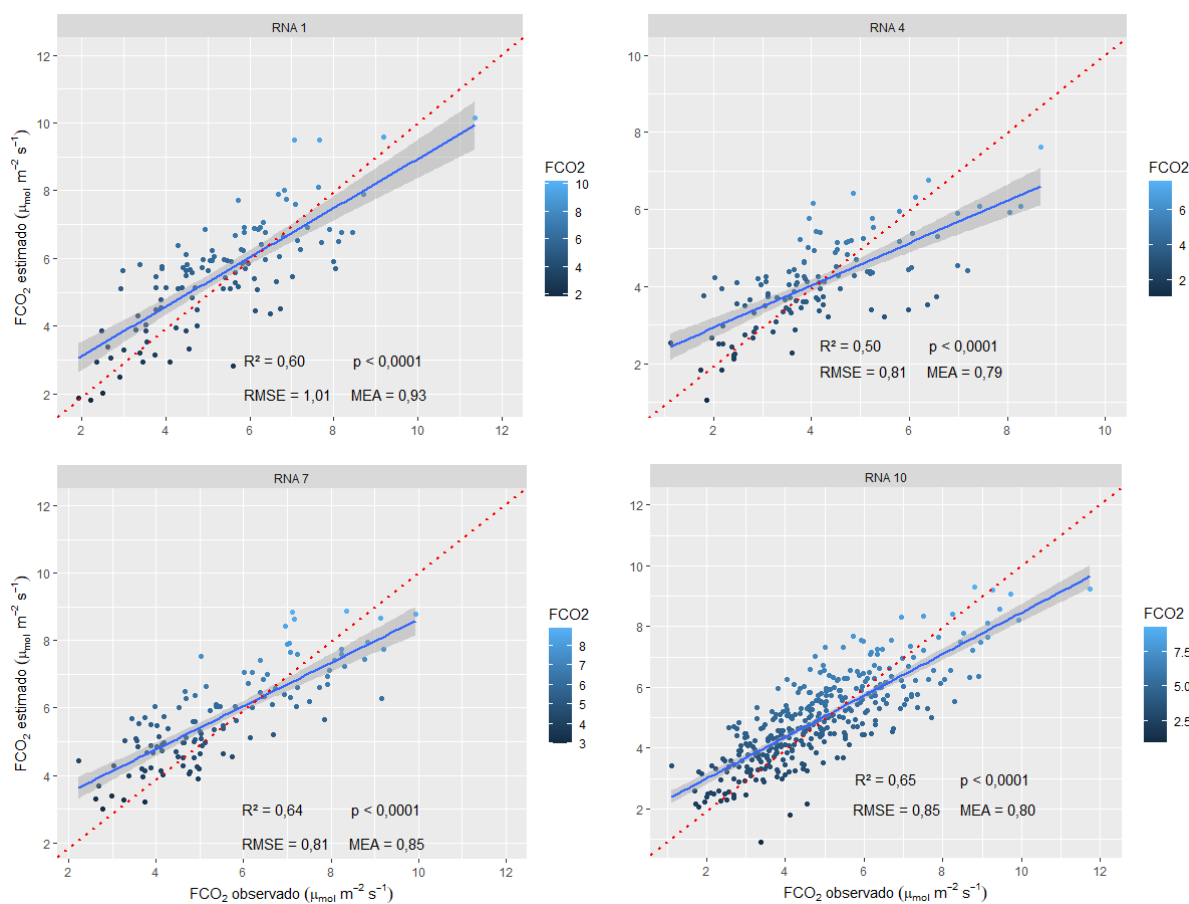 RNA 1
12
10
8
6
4
2
FCO₂ estimado (μmol m⁻² s⁻¹)
R² = 0,60 p < 0,0001
RMSE = 1,01 MEA = 0,93
2 4 6 8 10 12
FCO2
10
8
6
4
2
RNA 4
10
8
6
4
2
R² = 0,50 p < 0,0001
RMSE = 0,81 MEA = 0,79
2 4 6 8 10
FCO2
6
4
2
RNA 7
12
10
8
6
4
2
FCO₂ estimado (μmol m⁻² s⁻¹)
R² = 0,64 p < 0,0001
RMSE = 0,81 MEA = 0,85
2 4 6 8 10 12
FCO₂ observado (μmol m⁻² s⁻¹)
FCO2
8
7
6
5
4
3
RNA 10
12
10
8
6
4
2
R² = 0,65 p < 0,0001
RMSE = 0,85 MEA = 0,80
2 4 6 8 10 12
FCO₂ observado (μmol m⁻² s⁻¹)
FCO2
7.5
5.0
2.5